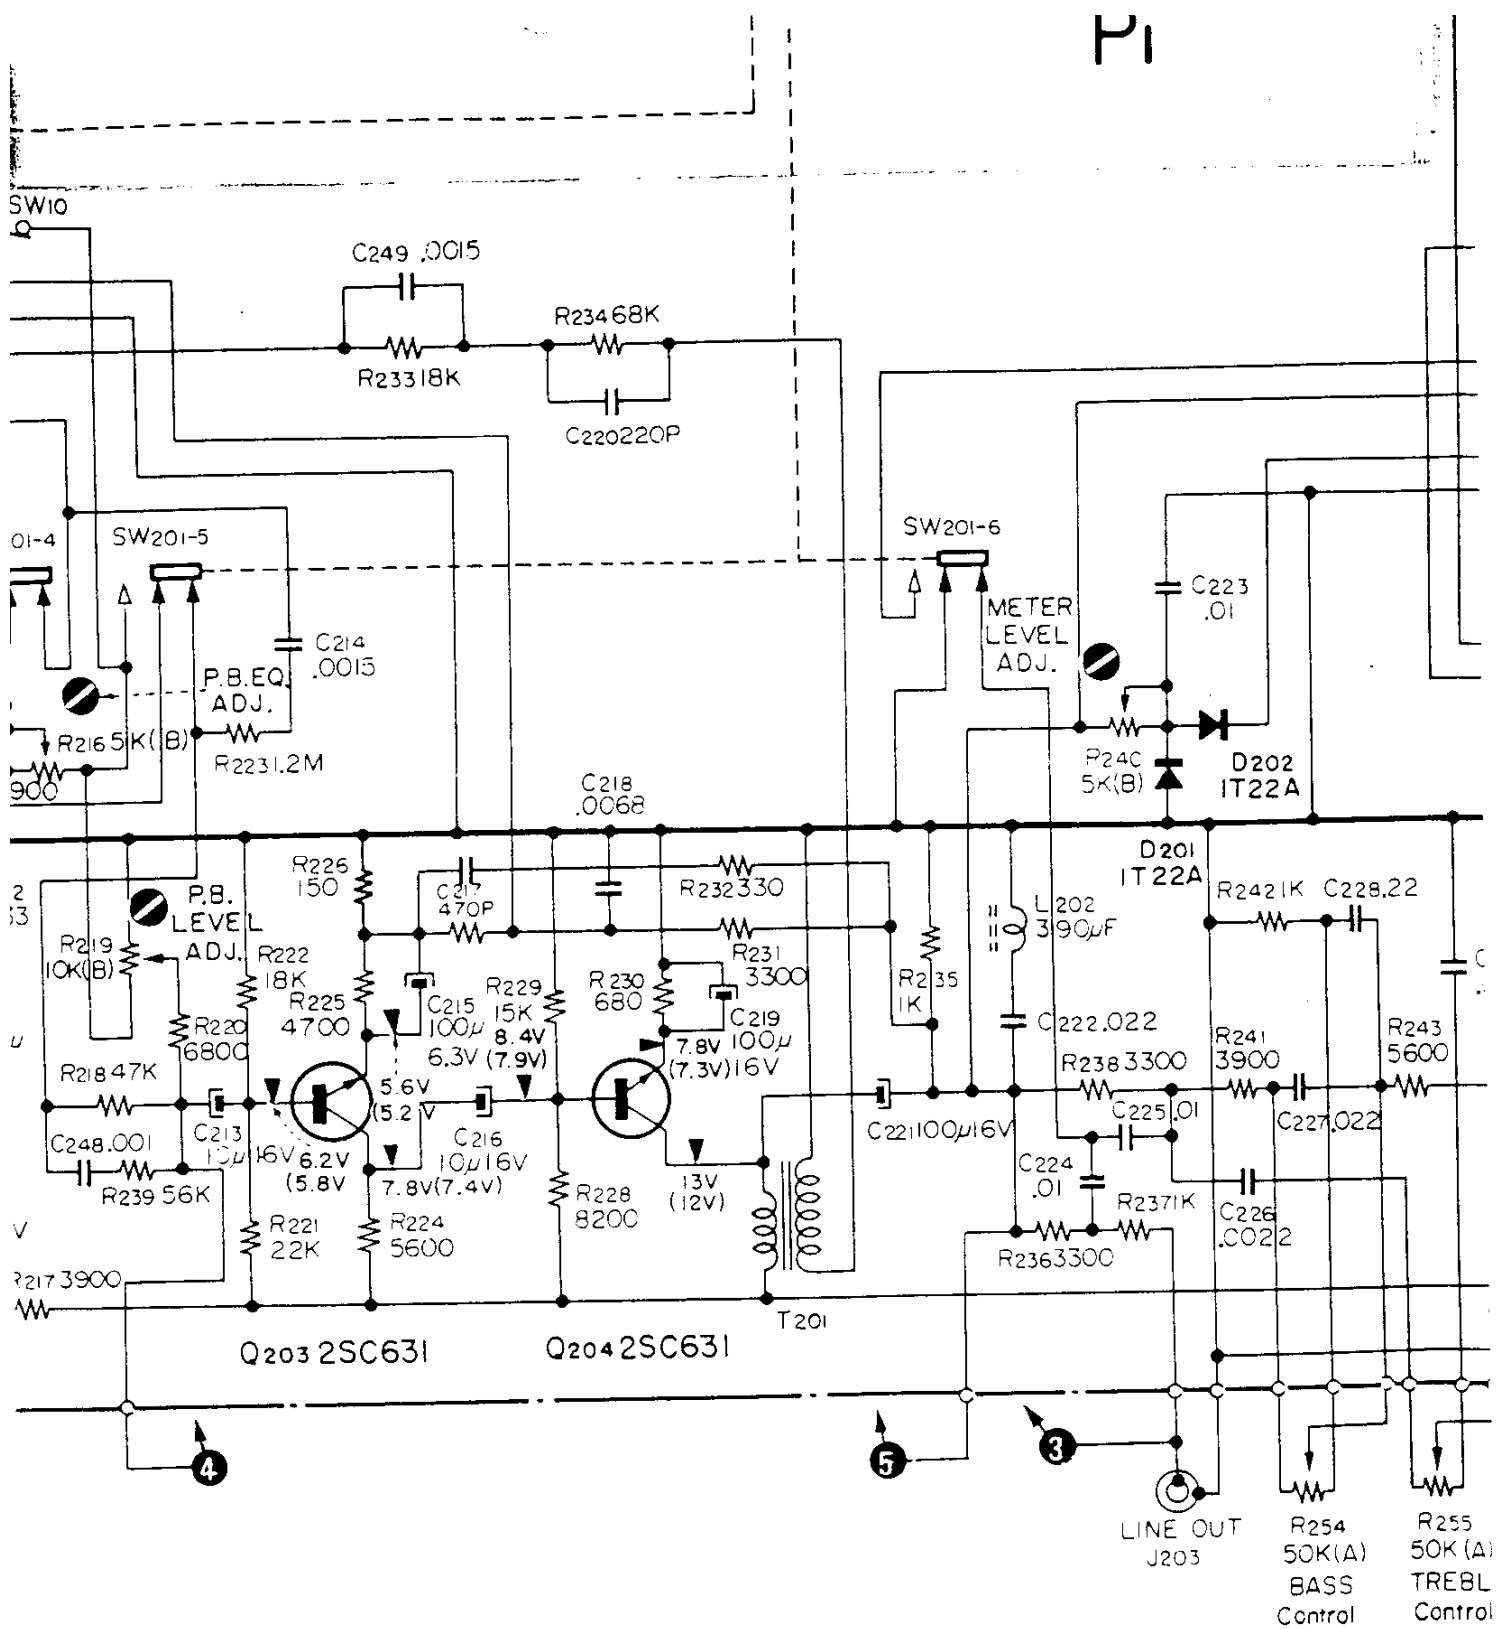 P1
SW10
C249 .0015
R234 68K
R233 18K
C220 220P
01-4
SW201-5
SW201-6
C223
.01
METER
LEVEL
ADJ.
C214
.0015
P.B.EQ.
ADJ.
R216 5K(B)
R223 1.2M
900
C218
.0068
5K(B)
D202
1T22A
D201
1T22A
R226
150
C217
470P
R232 330
L202
390µF
R242 1K
C228 .22
P.B.
LEVEL
ADJ.
R219
10K(B)
R222
18K
R225
4700
C215
100µ
6.3V
R229
15K
8.4V
(7.9V)
R230
680
R231
3300
C219
100µ
16V
7.8V
(7.3V)
R235
1K
R220
6800
C222 .022
R241
3900
R243
5600
R218 47K
R238 3300
5.6V
(5.2 V
C213
10µ 16V
C248 .001
R239 56K
6.2V
(5.8V
7.8V(7.4V)
C216
10µ 16V
C221 100µ 16V
C225 .01
C227 .022
C224
.01
R237 1K
C226
.0022
13V
(12V)
R228
8200
R221
22K
R224
5600
R236 3300
V
R217 3900
T201
Q203 2SC631
Q204 2SC631
4
5
3
LINE OUT
J203
R254
50K(A)
BASS
Control
R255
50K(A)
TREBL
Control